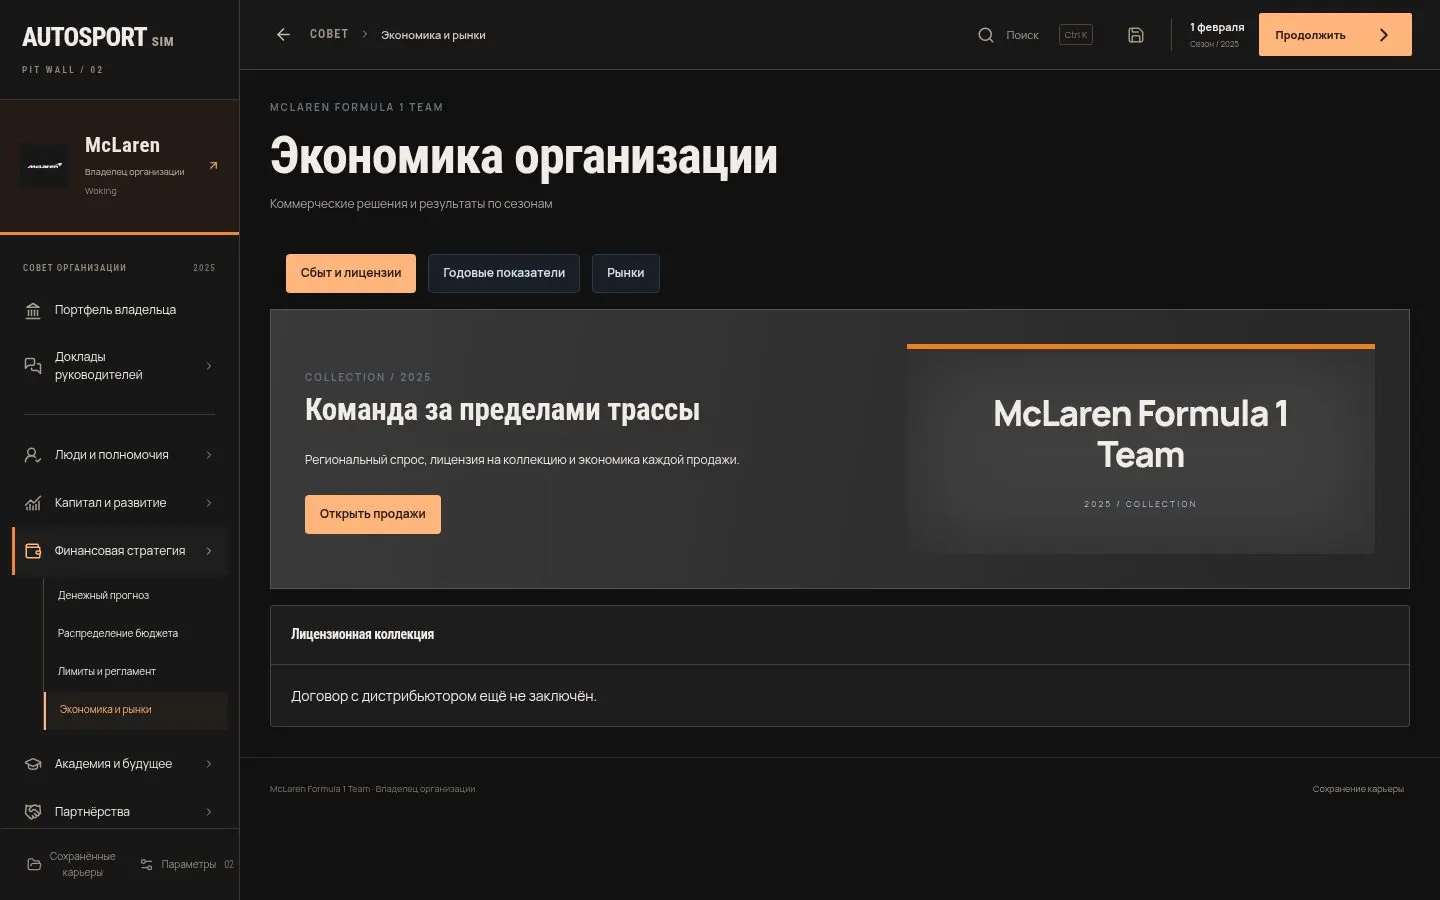 AUTOSPORT SIM
PIT WALL / 02
McLaren
McLaren
Владелец организации
Woking
СОВЕТ ОРГАНИЗАЦИИ 2025
Портфель владельца
Доклады
руководителей
Люди и полномочия
Капитал и развитие
Финансовая стратегия
Денежный прогноз
Распределение бюджета
Лимиты и регламент
Экономика и рынки
Академия и будущее
Партнёрства
Сохранённые
карьеры
Параметры 02
СОВЕТ
Экономика и рынки
Поиск
Ctrl K
1 февраля
Сезон / 2025
Продолжить
MCLAREN FORMULA 1 TEAM
Экономика организации
Коммерческие решения и результаты по сезонам
Сбыт и лицензии
Годовые показатели
Рынки
COLLECTION / 2025
Команда за пределами трассы
Региональный спрос, лицензия на коллекцию и экономика каждой продажи.
Открыть продажи
McLaren Formula 1
Team
2025 / COLLECTION
Лицензионная коллекция
Договор с дистрибьютором ещё не заключён.
McLaren Formula 1 Team · Владелец организации
Сохранение карьеры